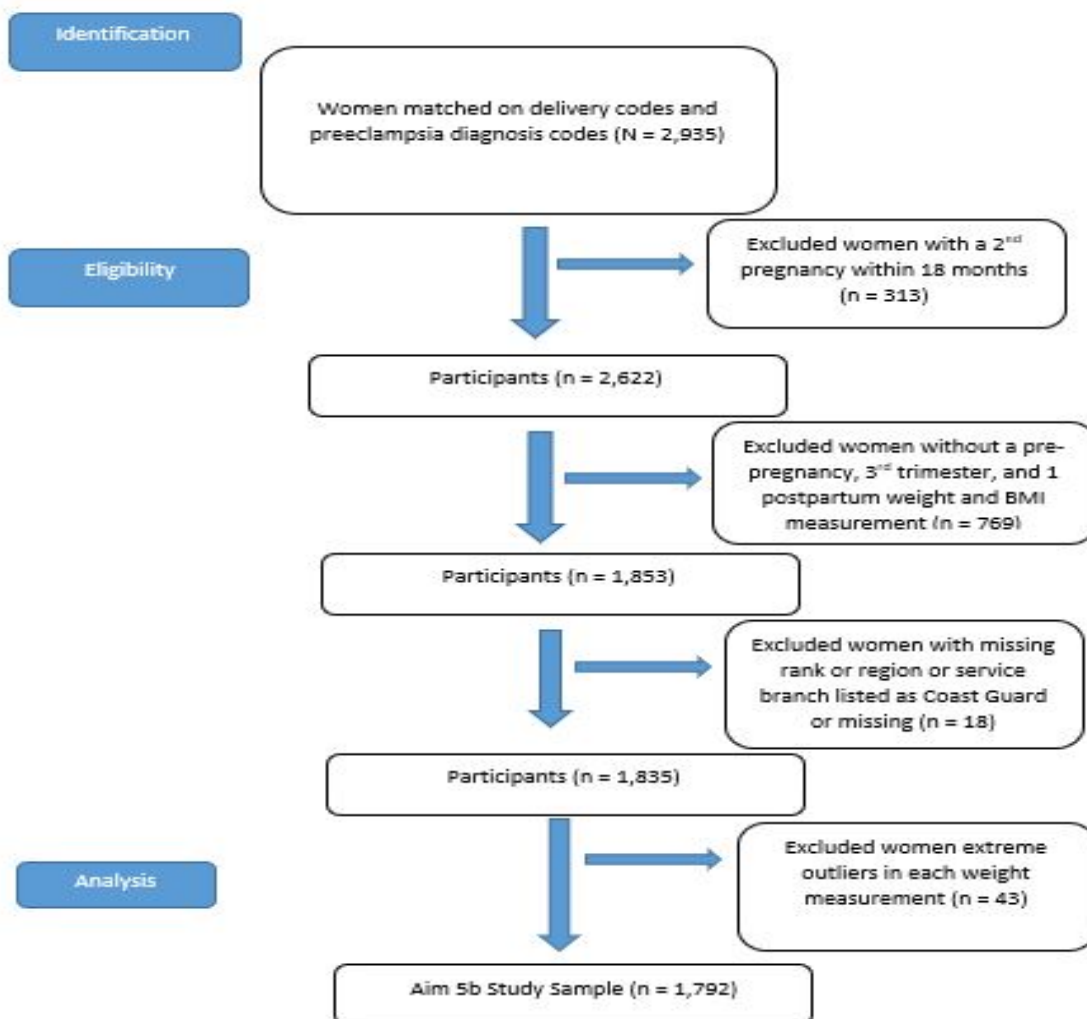 Identification
Women matched on delivery codes and
preeclampsia diagnosis codes (N = 2,935)
Eligibility
Excluded women with a 2nd
pregnancy within 18 months
(n = 313)
Participants (n = 2,622)
Excluded women without a pre-
pregnancy, 3rd trimester, and 1
postpartum weight and BMI
measurement (n = 769)
Participants (n = 1,853)
Excluded women with missing
rank or region or service
branch listed as Coast Guard
or missing (n = 18)
Participants (n = 1,835)
Analysis
Excluded women extreme
outliers in each weight
measurement (n = 43)
Aim 5b Study Sample (n = 1,792)